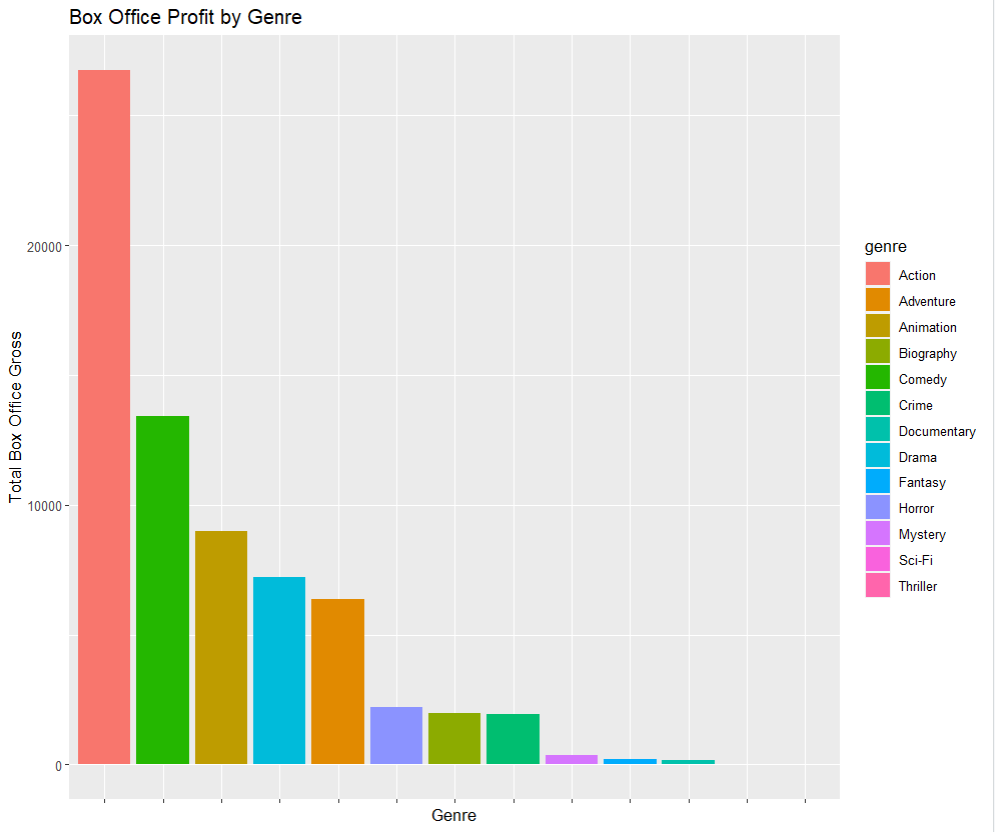 Box Office Profit by Genre
Total Box Office Gross
20000
10000
0
Genre
genre
Action
Adventure
Animation
Biography
Comedy
Crime
Documentary
Drama
Fantasy
Horror
Mystery
Sci-Fi
Thriller